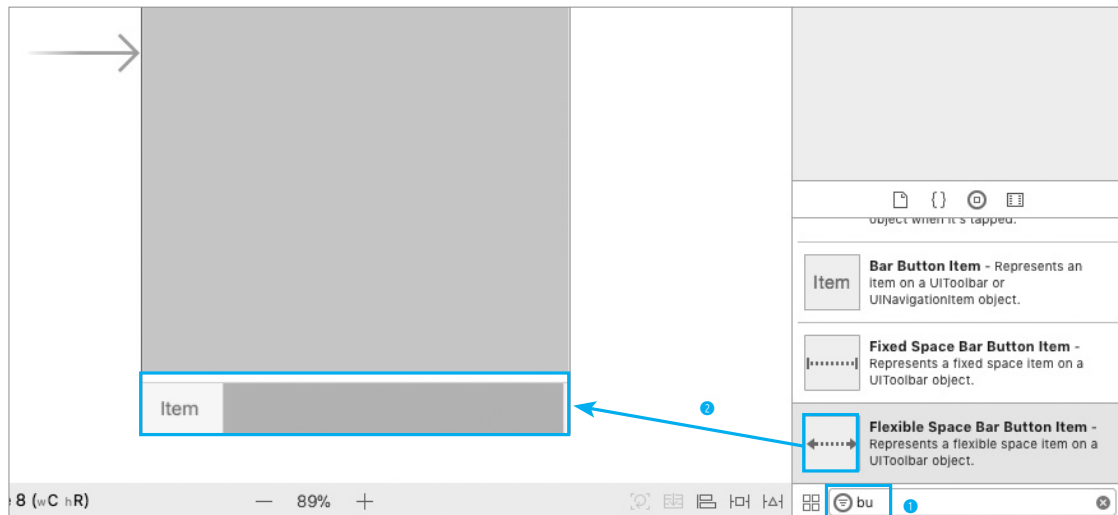 object when it's tapped.
Item
Bar Button Item - Represents an
item on a UIToolbar or
UINavigationItem object.
Fixed Space Bar Button Item -
Represents a fixed space item on a
UIToolbar object.
Item
2
Flexible Space Bar Button Item -
Represents a flexible space item on a
UIToolbar object.
8 (wC hR)
89%
bu
1